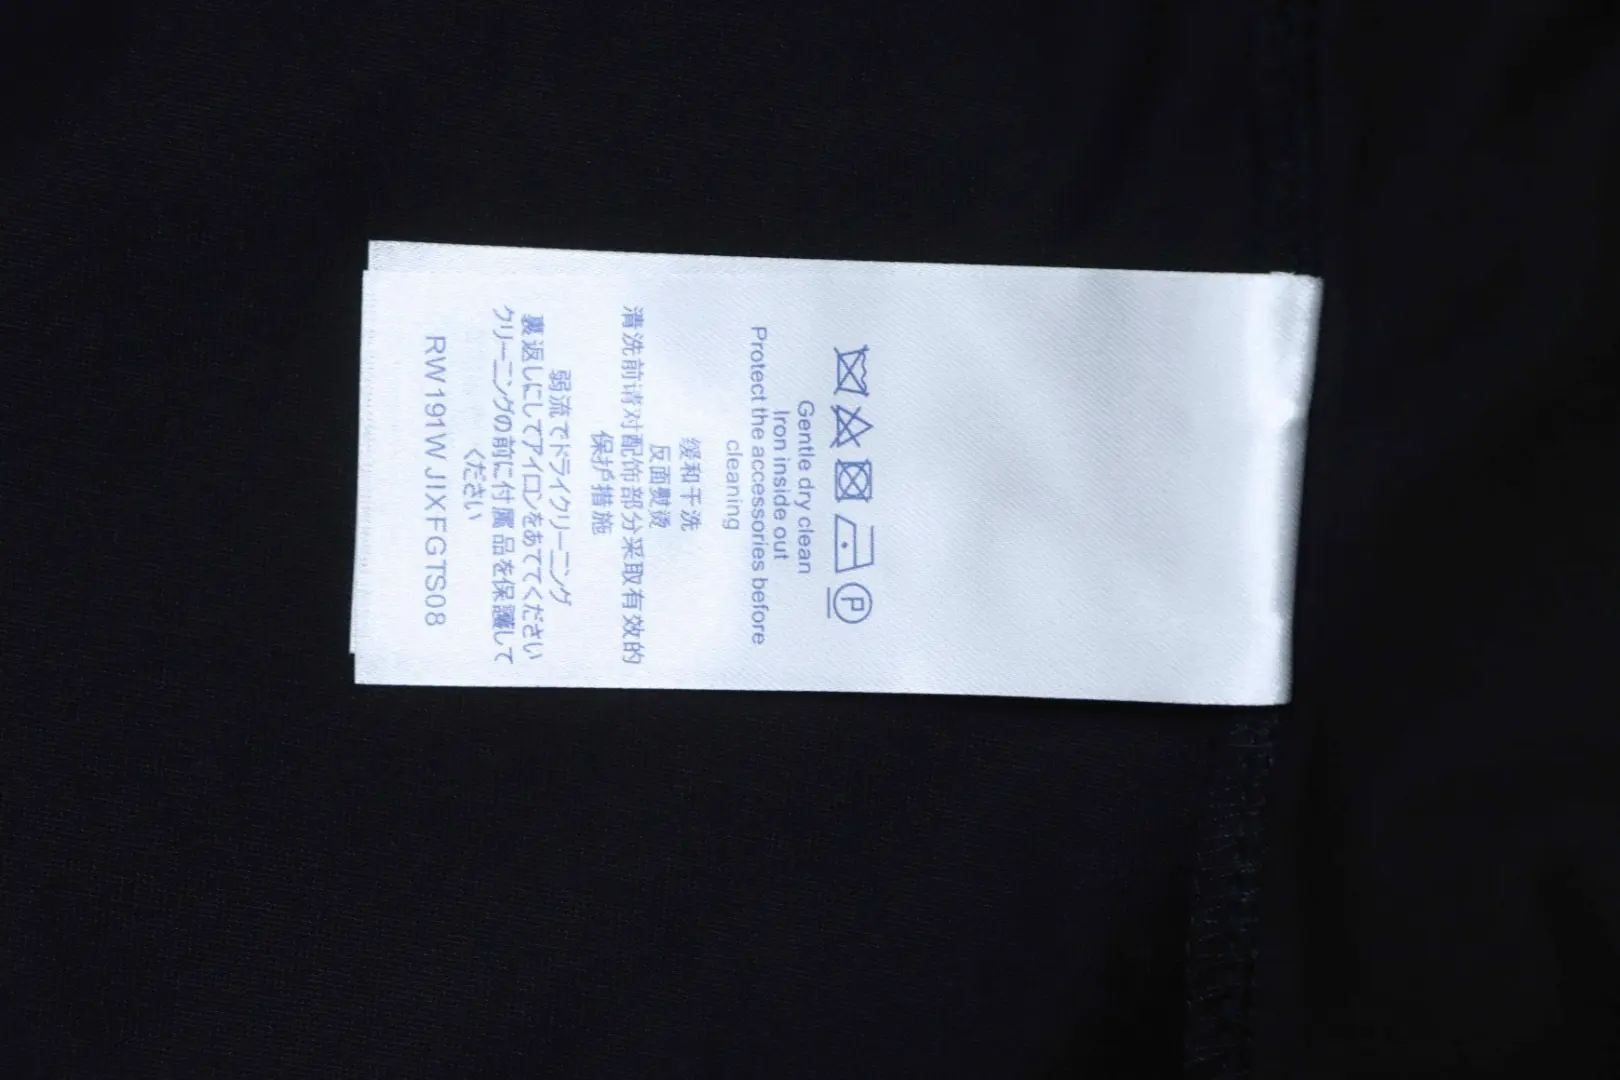 Gentle dry clean
Iron inside out
Protect the accessories before
cleaning
缓和干洗
反面熨烫
清洗前请对配饰部分采取有效的
保护措施
弱流でドライクリーニング
裏返しにしてアイロンをあててください
クリーニングの前に付属品を保護して
ください
RW191WJIXFGTS08